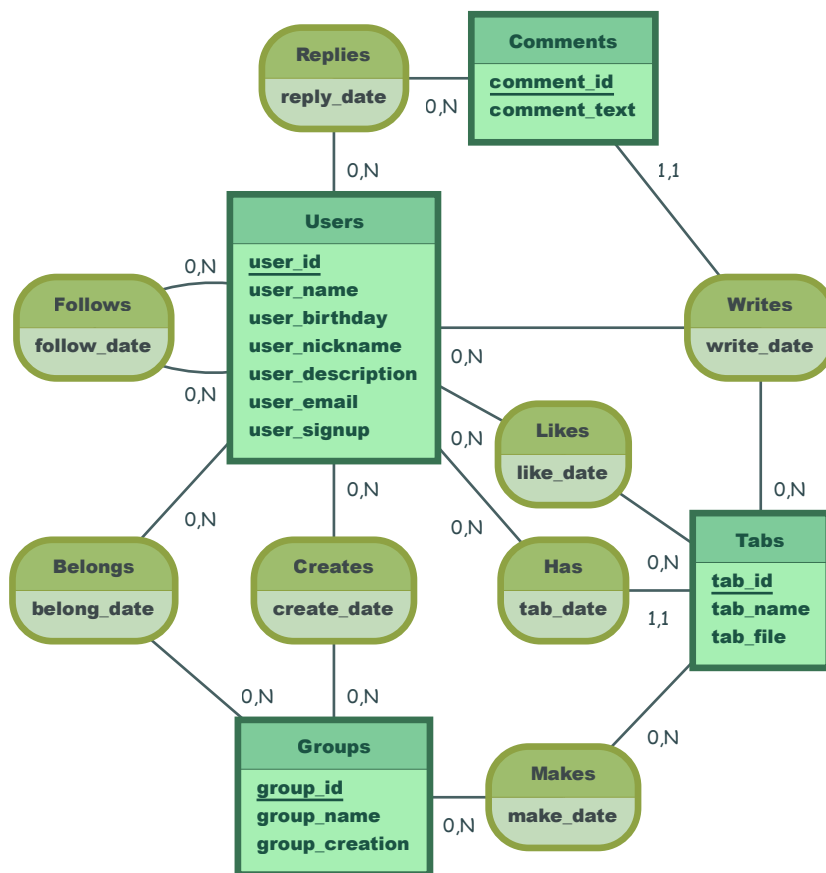 Replies
reply_date
Comments
comment_id
comment_text
0,N
0,N
1,1
Users
user_id
user_name
user_birthday
user_nickname
user_description
user_email
user_signup
0,N
Follows
follow_date
0,N
Writes
write_date
0,N
0,N
Likes
like_date
0,N
0,N
0,N
0,N
0,N
Belongs
belong_date
Creates
create_date
Has
tab_date
0,N
1,1
Tabs
tab_id
tab_name
tab_file
0,N
0,N
Groups
group_id
group_name
group_creation
0,N
Makes
make_date
0,N